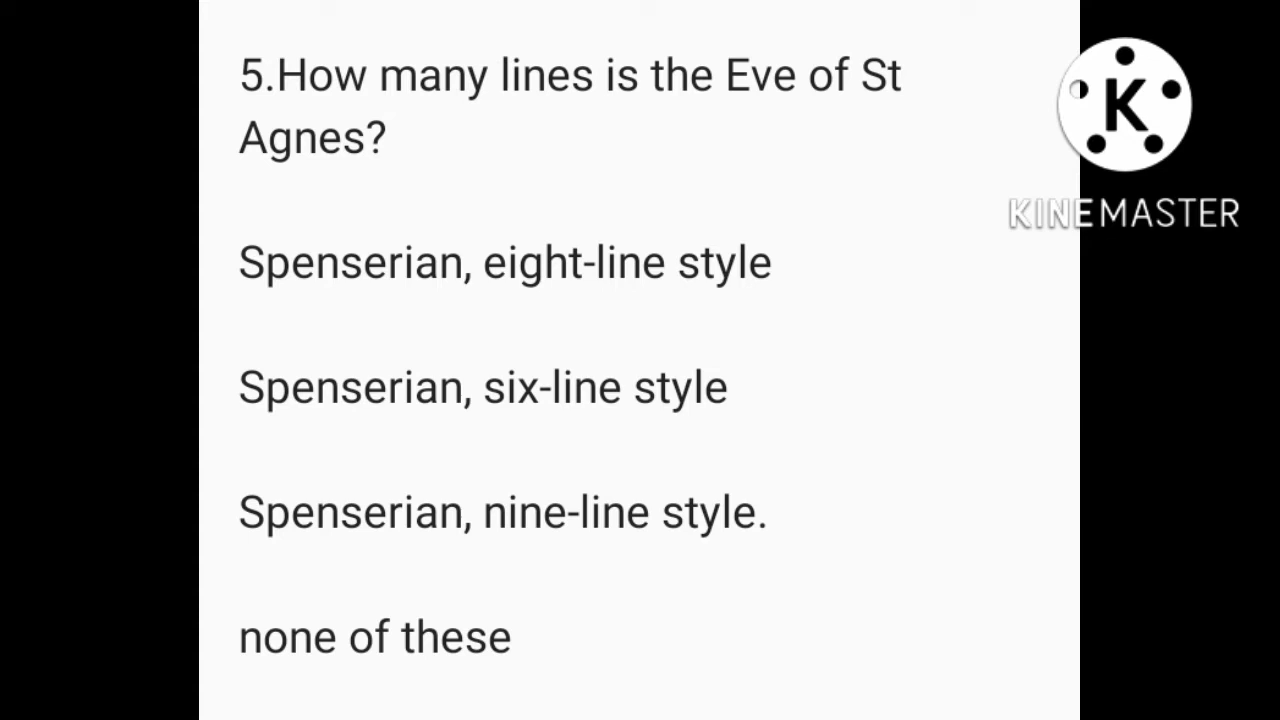 5.How many lines is the Eve of St
Agnes?
Spenserian, eight-line style
Spenserian, six-line style
Spenserian, nine-line style.
none of these
K
KINEMASTER